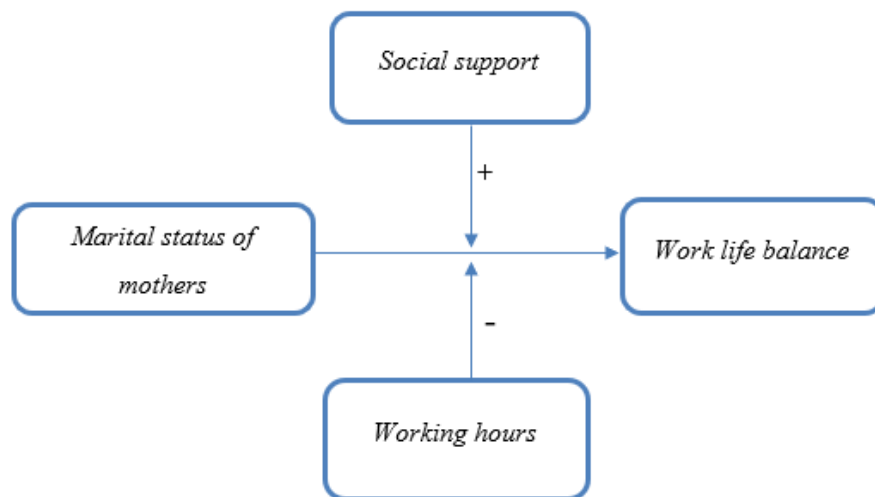 Social support
+
Marital status of
mothers
Work life balance
-
Working hours